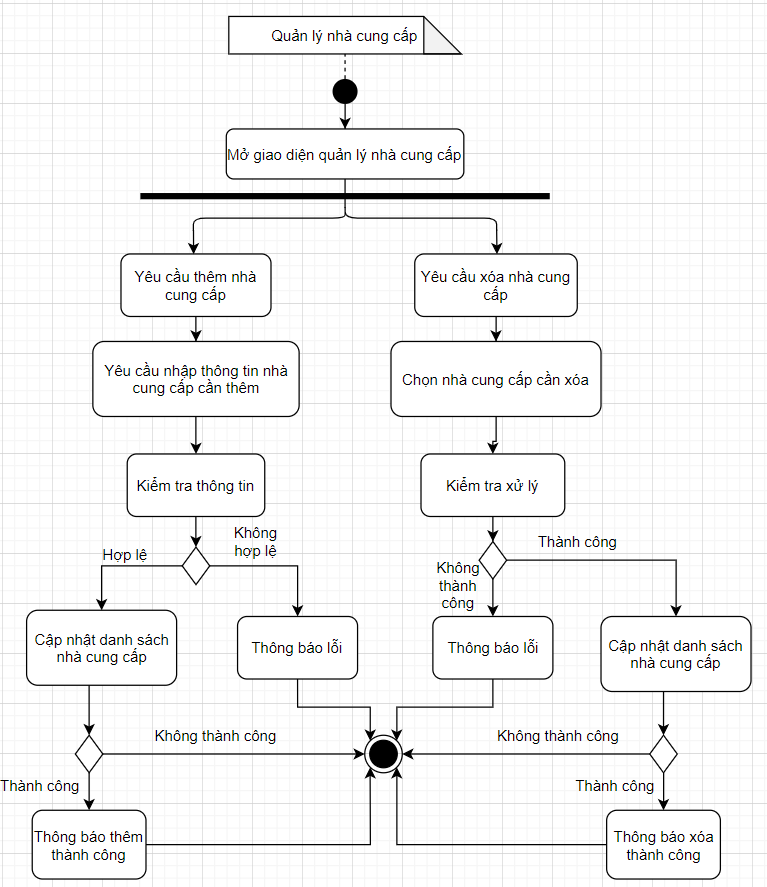 Quản lý nhà cung cấp
Mở giao diện quản lý nhà cung cấp
Yêu cầu thêm nhà
cung cấp
Yêu cầu xóa nhà cung
cấp
Yêu cầu nhập thông tin nhà
cung cấp cần thêm
Chọn nhà cung cấp cần xóa
Kiểm tra thông tin
Kiểm tra xử lý
Hợp lệ
Không
hợp lệ
Không
thành
công
Thành công
Cập nhật danh sách
nhà cung cấp
Thông báo lỗi
Thông báo lỗi
Cập nhật danh sách
nhà cung cấp
Không thành công
Không thành công
Thành công
Thành công
Thông báo thêm
thành công
Thông báo xóa
thành công